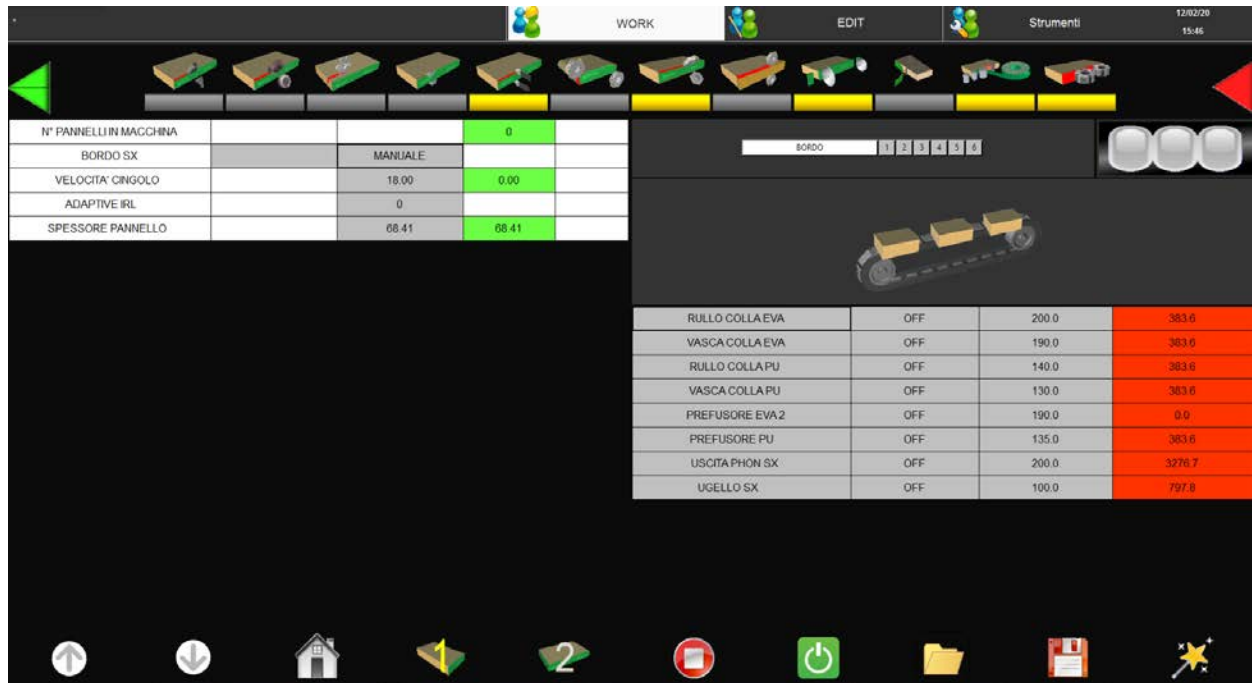 WORK EDIT Strumenti 12/02/20
15:46
N° PANNELLI IN MACCHINA 0
BORDO SX MANUALE
VELOCITA' CINGOLO 18.00 0.00
ADAPTIVE IRL 0
SPESSORE PANNELLO 68.41 68.41
BORDO 1 2 3 4 5 6
RULLO COLLA EVA OFF 200.0 383.6
VASCA COLLA EVA OFF 190.0 383.6
RULLO COLLA PU OFF 140.0 383.6
VASCA COLLA PU OFF 130.0 383.6
PREFUSORE EVA 2 OFF 190.0 0.0
PREFUSORE PU OFF 135.0 383.6
USCITA PHON SX OFF 200.0 3276.7
UGELLO SX OFF 100.0 797.8
1 2